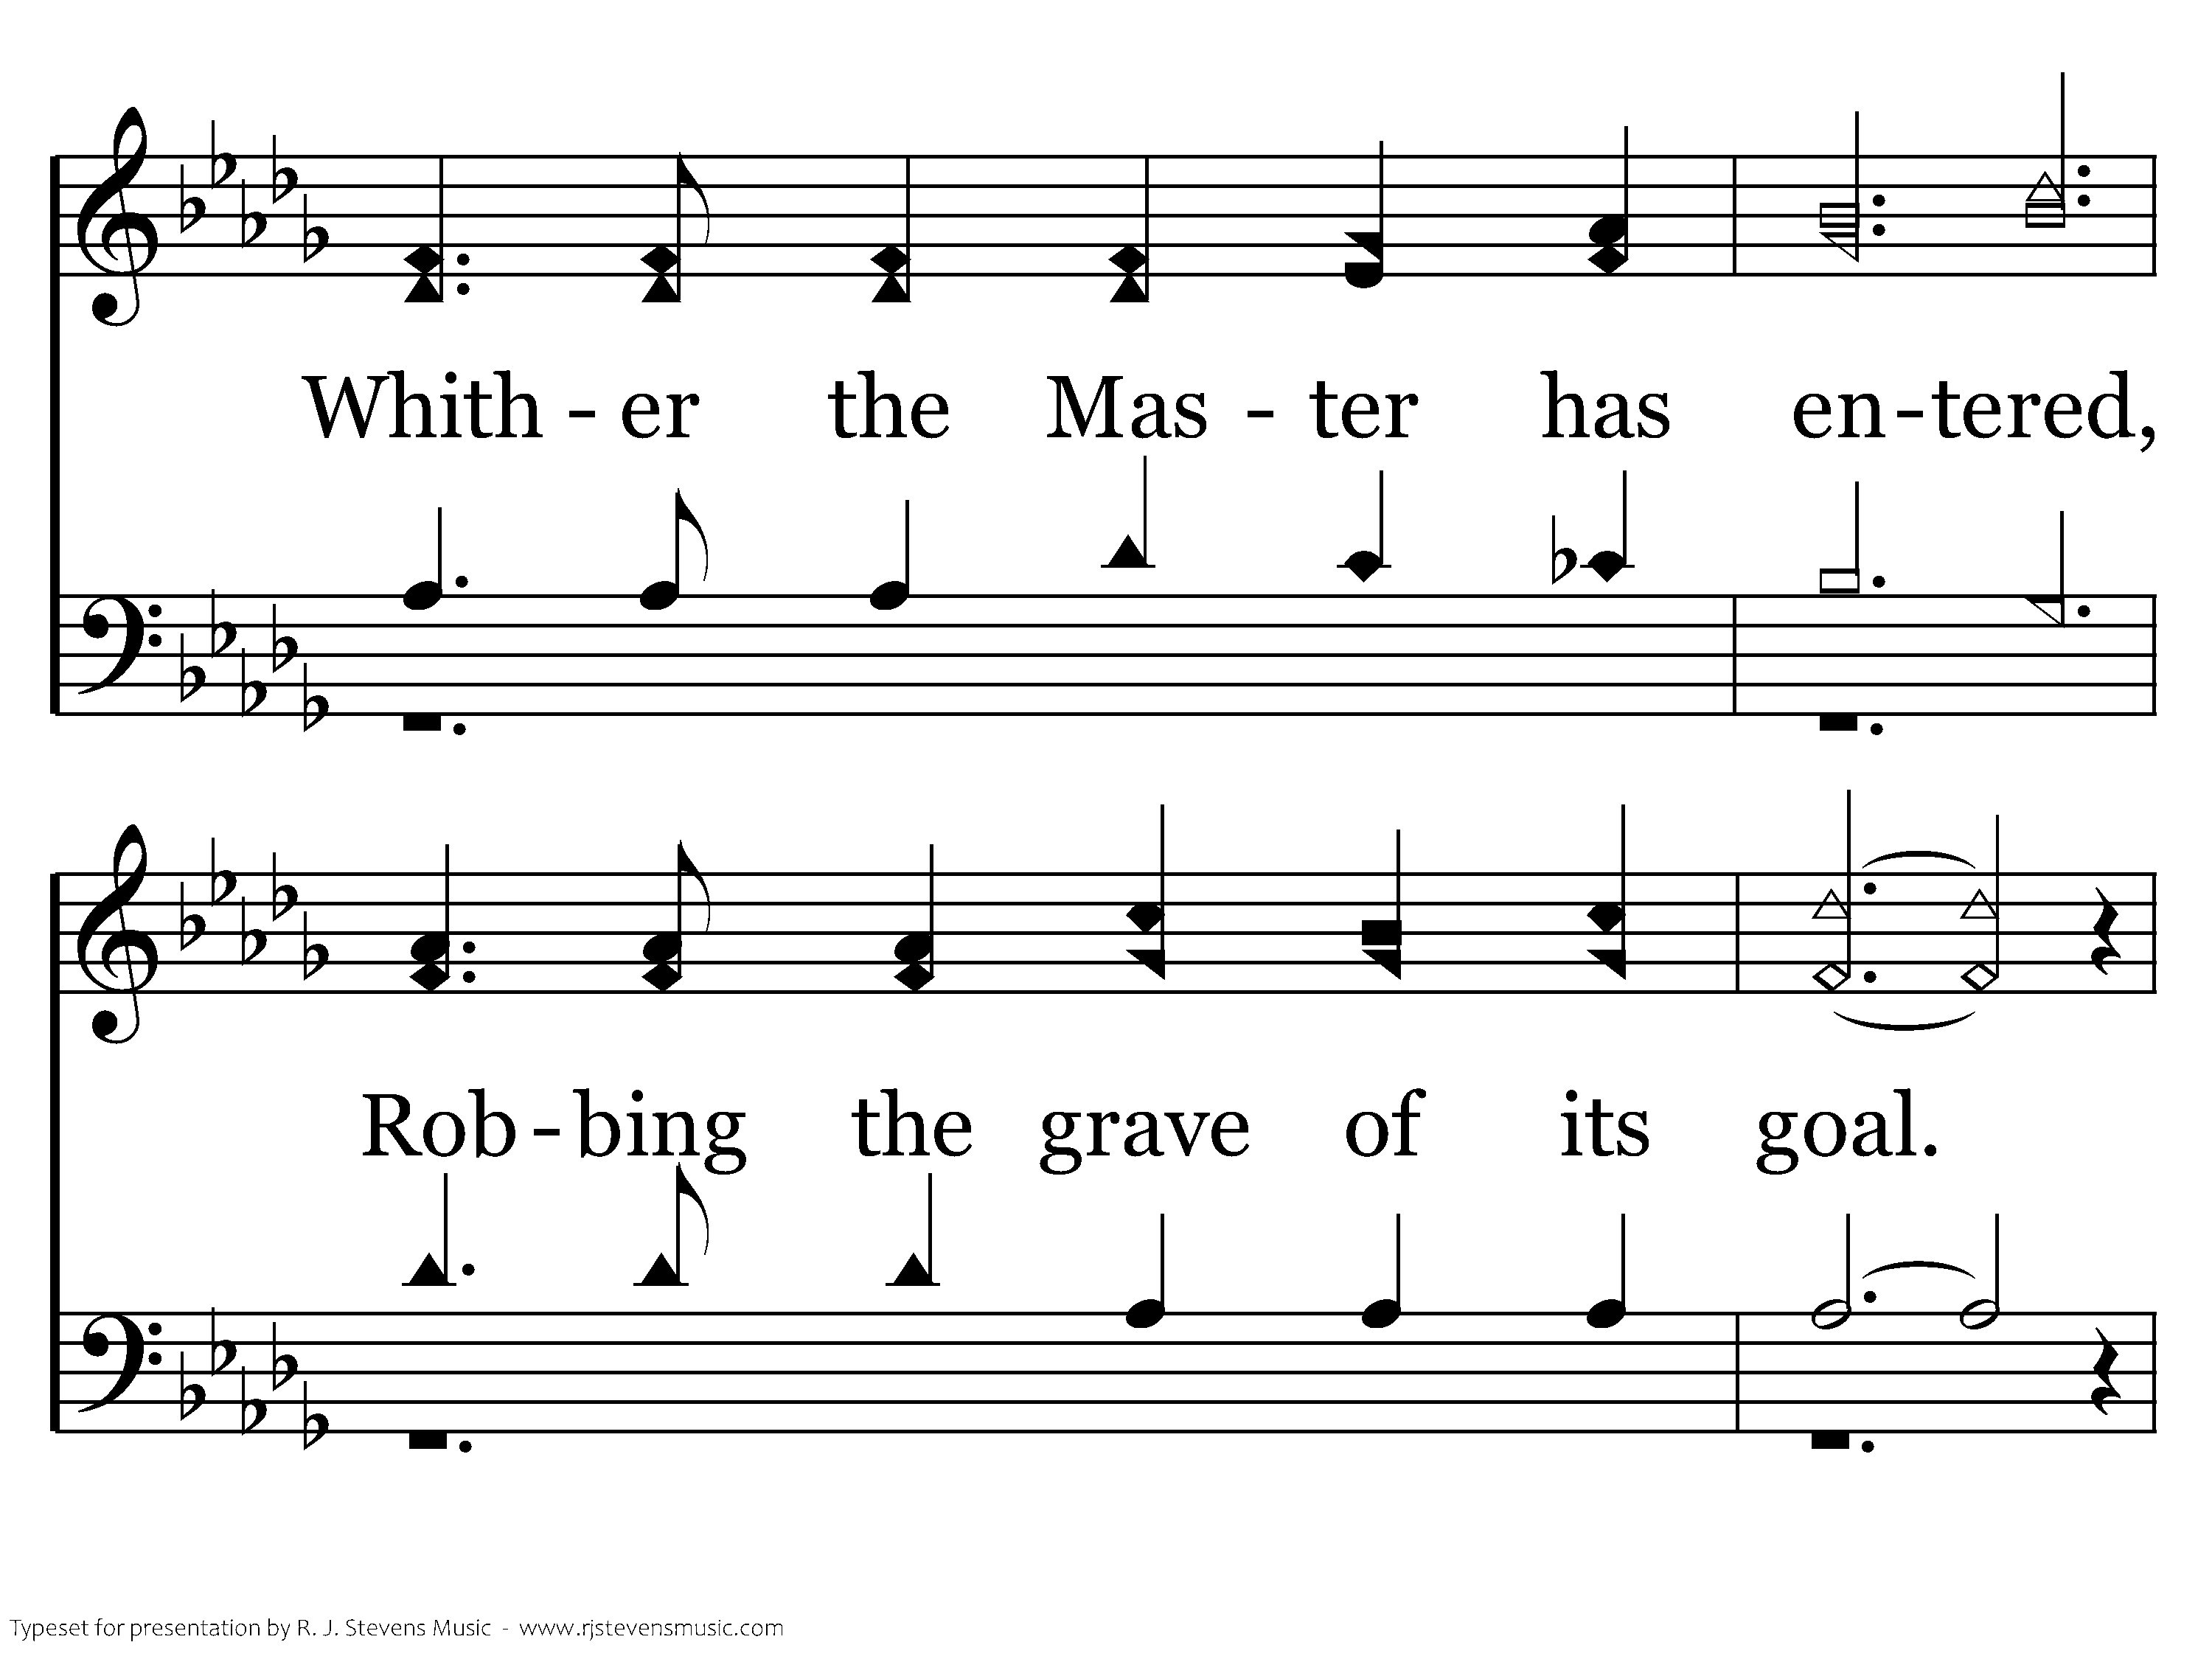 Whith - er the Mas - ter has en - tered,
Rob - bing the grave of its goal.
Typeset for presentation by R. J. Stevens Music - www.rjstevensmusic.com